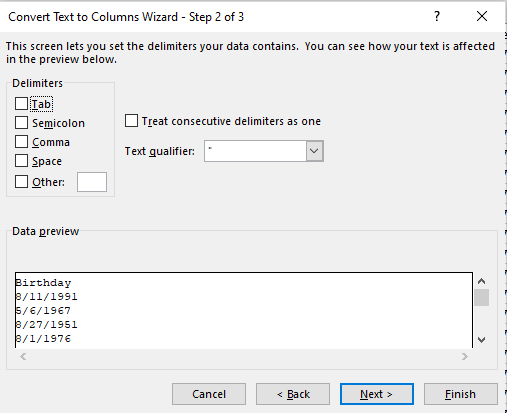 Convert Text to Columns Wizard - Step 2 of 3
?
This screen lets you set the delimiters your data contains. You can see how your text is affected
in the preview below.
Delimiters
Tab
Semicolon
Comma
Space
Other:
Treat consecutive delimiters as one
Text qualifier:
"
Data preview
Birthday
8/11/1991
5/6/1967
8/27/1951
8/1/1976
Cancel
< Back
Next >
Finish